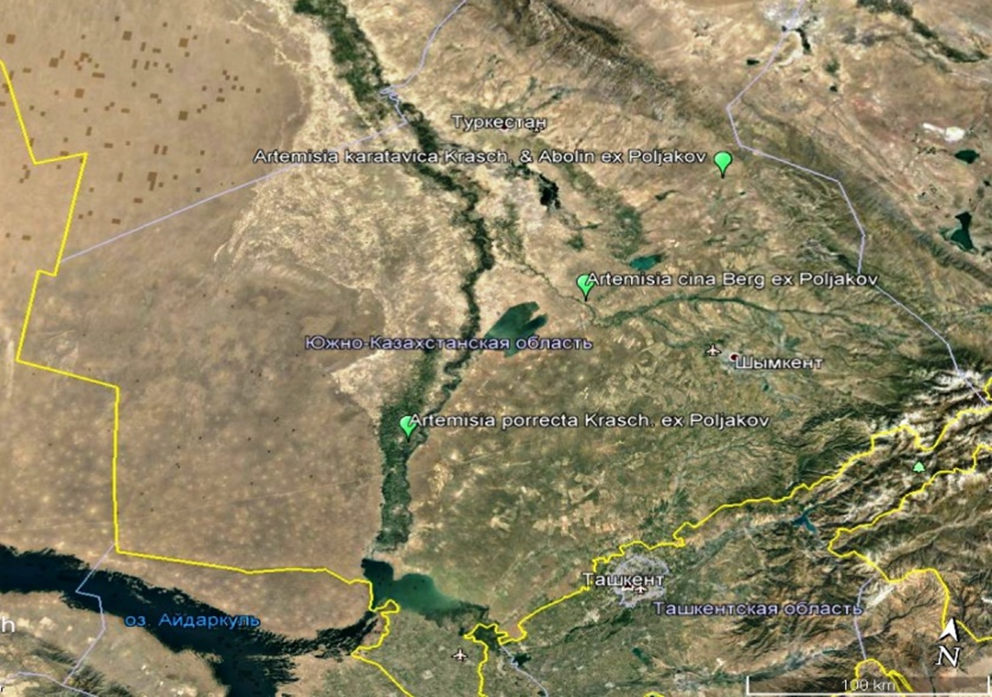 Туркестан
Artemisia karatavica Krasch. & Abolin ex Poljakov
Artemisia cina Berg ex Poljakov
Южно-Казахстанская область
Шымкент
Artemisia porrecta Krasch. ex Poljakov
Ташкент
Ташкентская область
оз. Айдаркуль
h
N
100 km